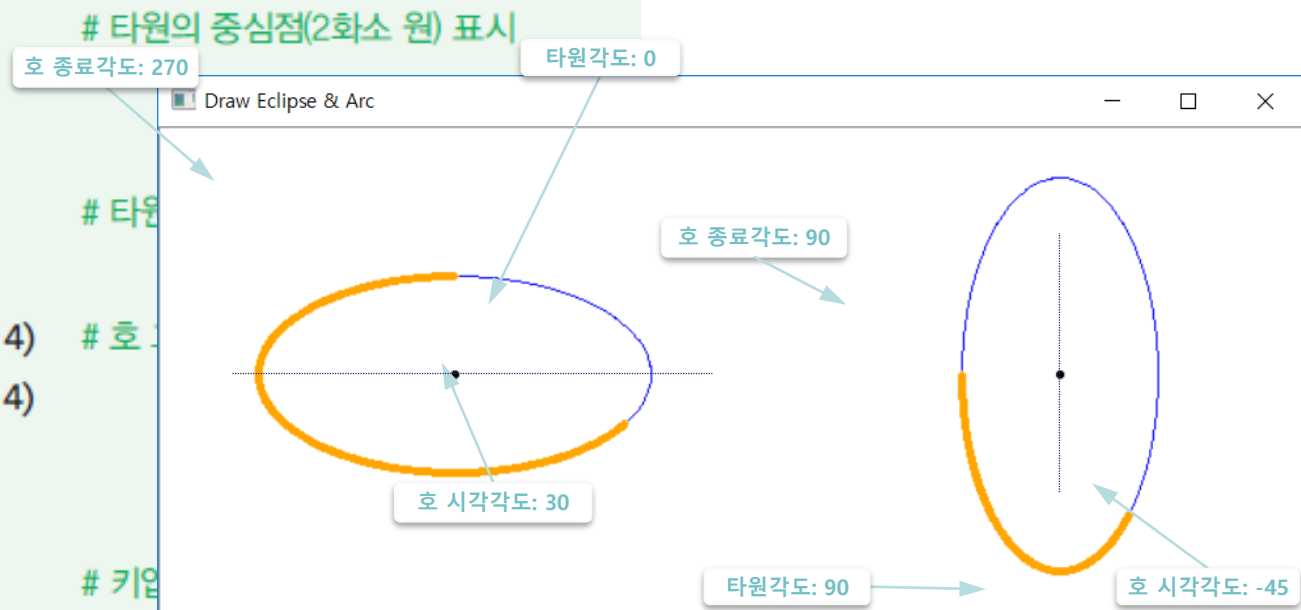 # 타원의 중심점(2화소 원) 표시
호 종료각도: 270
타원각도: 0
Draw Eclipse & Arc
# 타원
호 종료각도: 90
4) # 호
4)
호 시각각도: 30
# 키
타원각도: 90
호 시각각도: -45